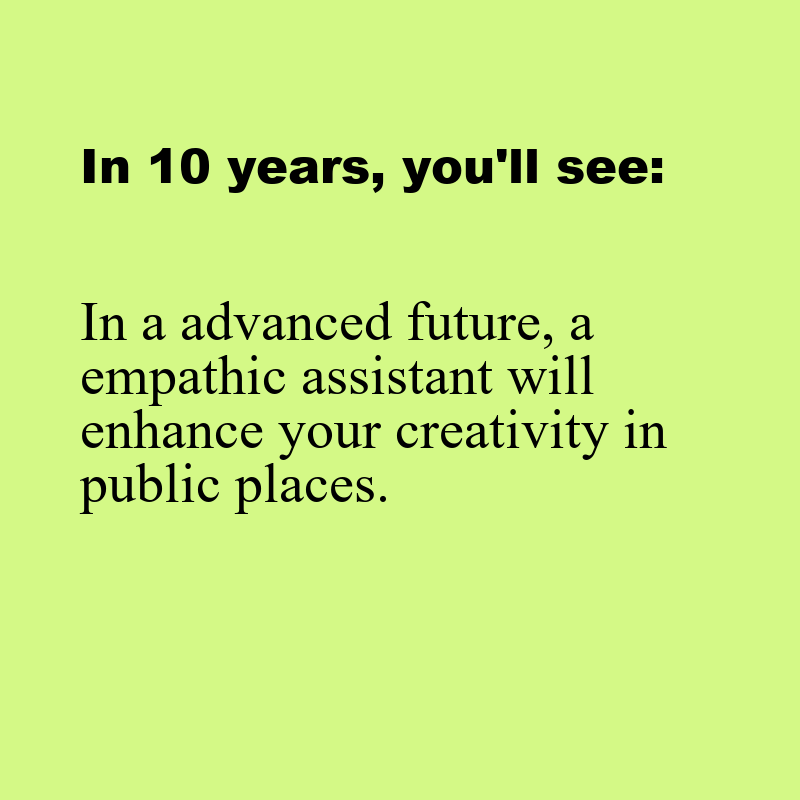 In 10 years, you'll see:
In a advanced future, a
empathic assistant will
enhance your creativity in
public places.